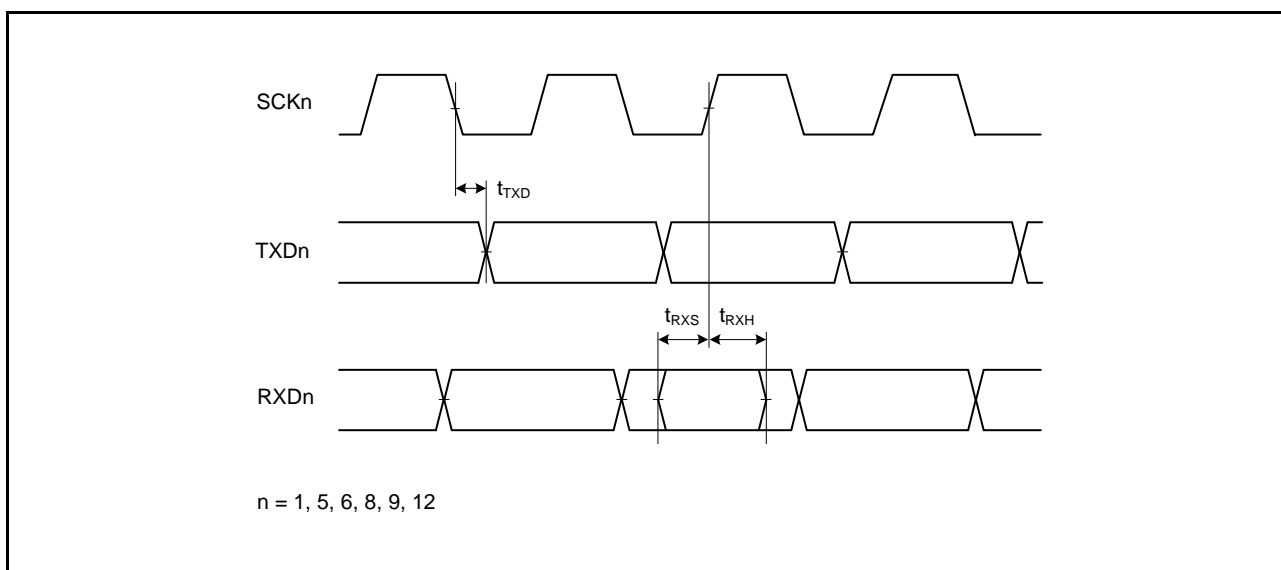 SCKn
tTXD
TXDn
tRXS tRXH
RXDn
n = 1, 5, 6, 8, 9, 12